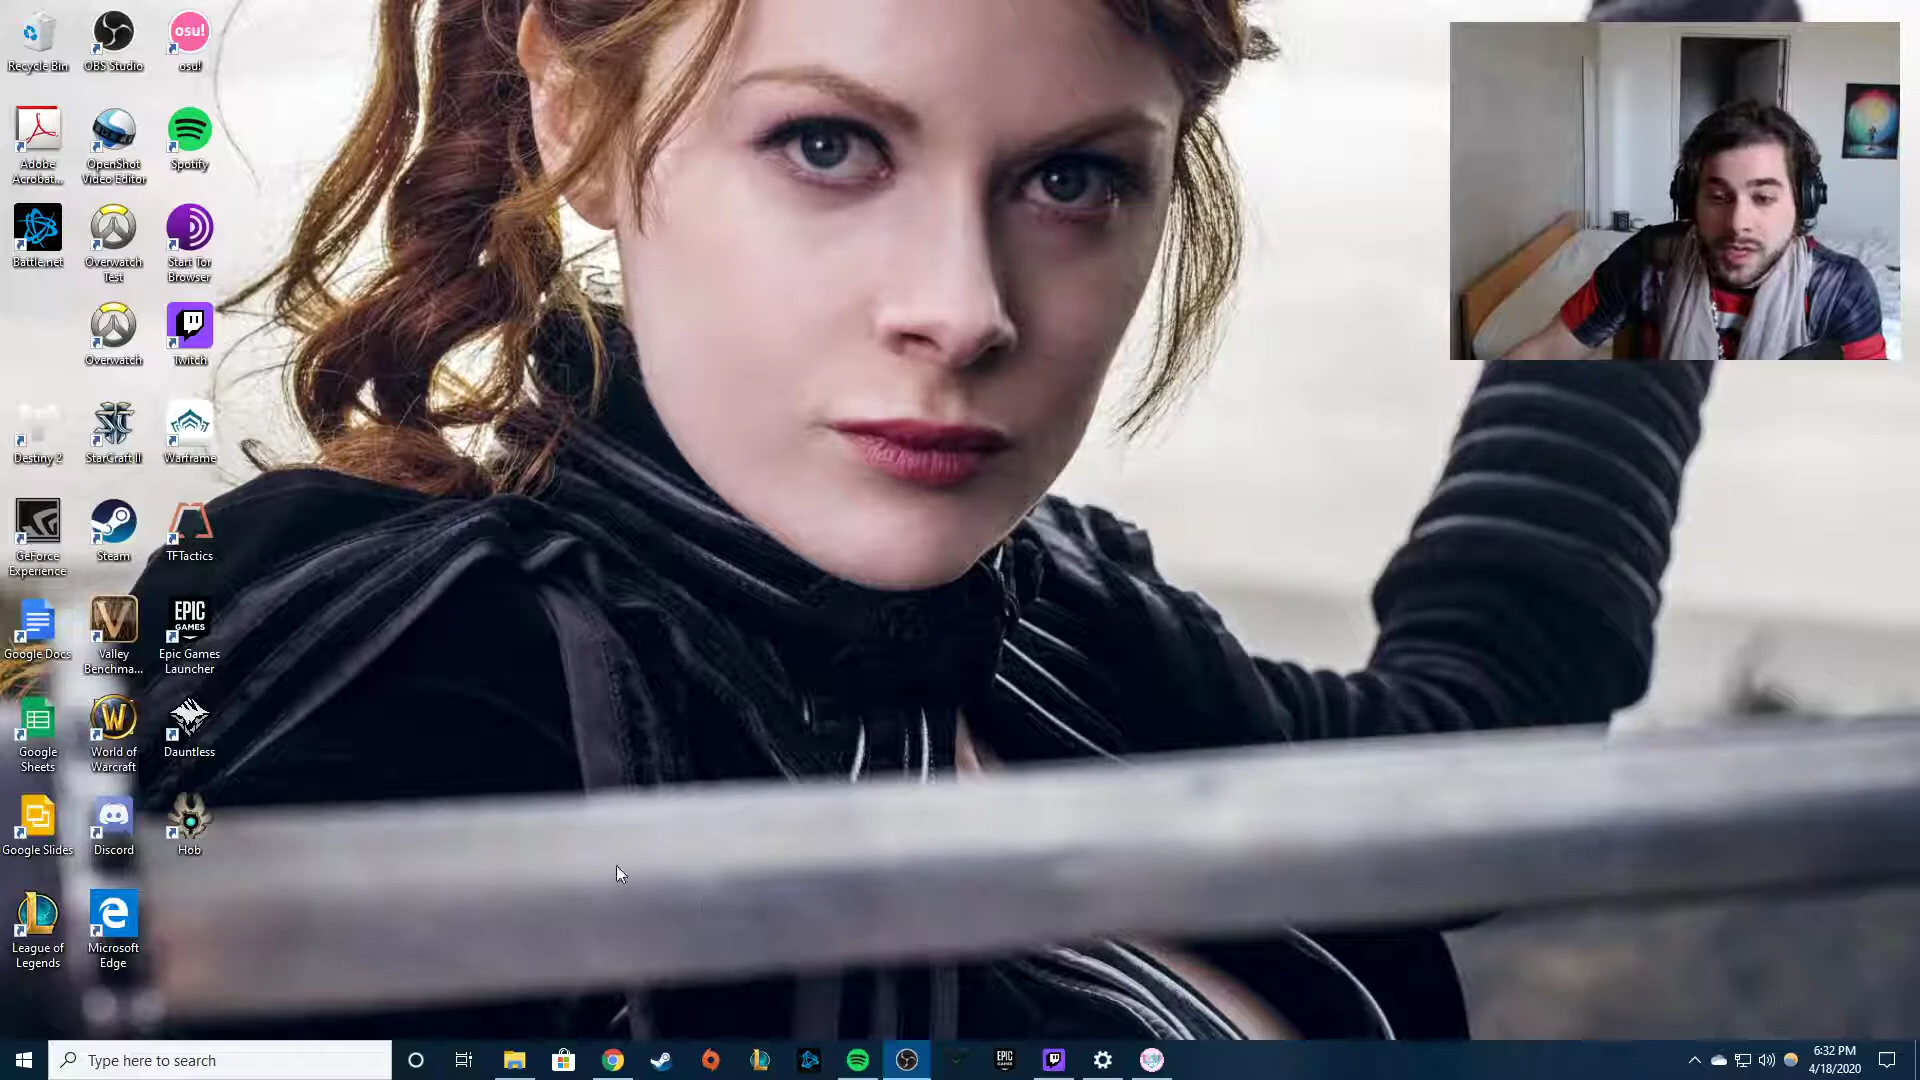 Recycle Bin
OBS Studio
osu!
osu!
Adobe
Acrobat...
OpenShot
Video Editor
Spotify
Battle.net
Overwatch
Test
Start Tor
Browser
Overwatch
Twitch
Destiny 2
StarCraft II
Warframe
GeForce
Experience
Steam
TFTactics
Google Docs
Valley
Benchma...
EPIC
GAMES
Epic Games
Launcher
Google
Sheets
World of
Warcraft
Dauntless
Google Slides
Discord
Hob
League of
Legends
Microsoft
Edge
Type here to search
EPIC
6:32 PM
4/18/2020